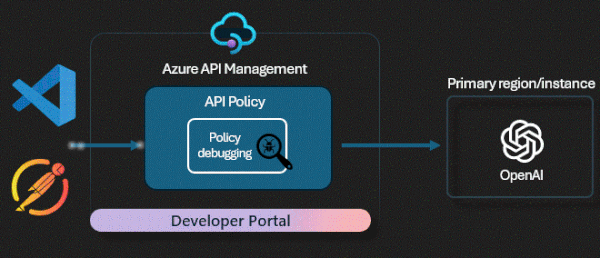 Azure API Management
API Policy
Policy
debugging
Developer Portal
Primary region/instance
OpenAI